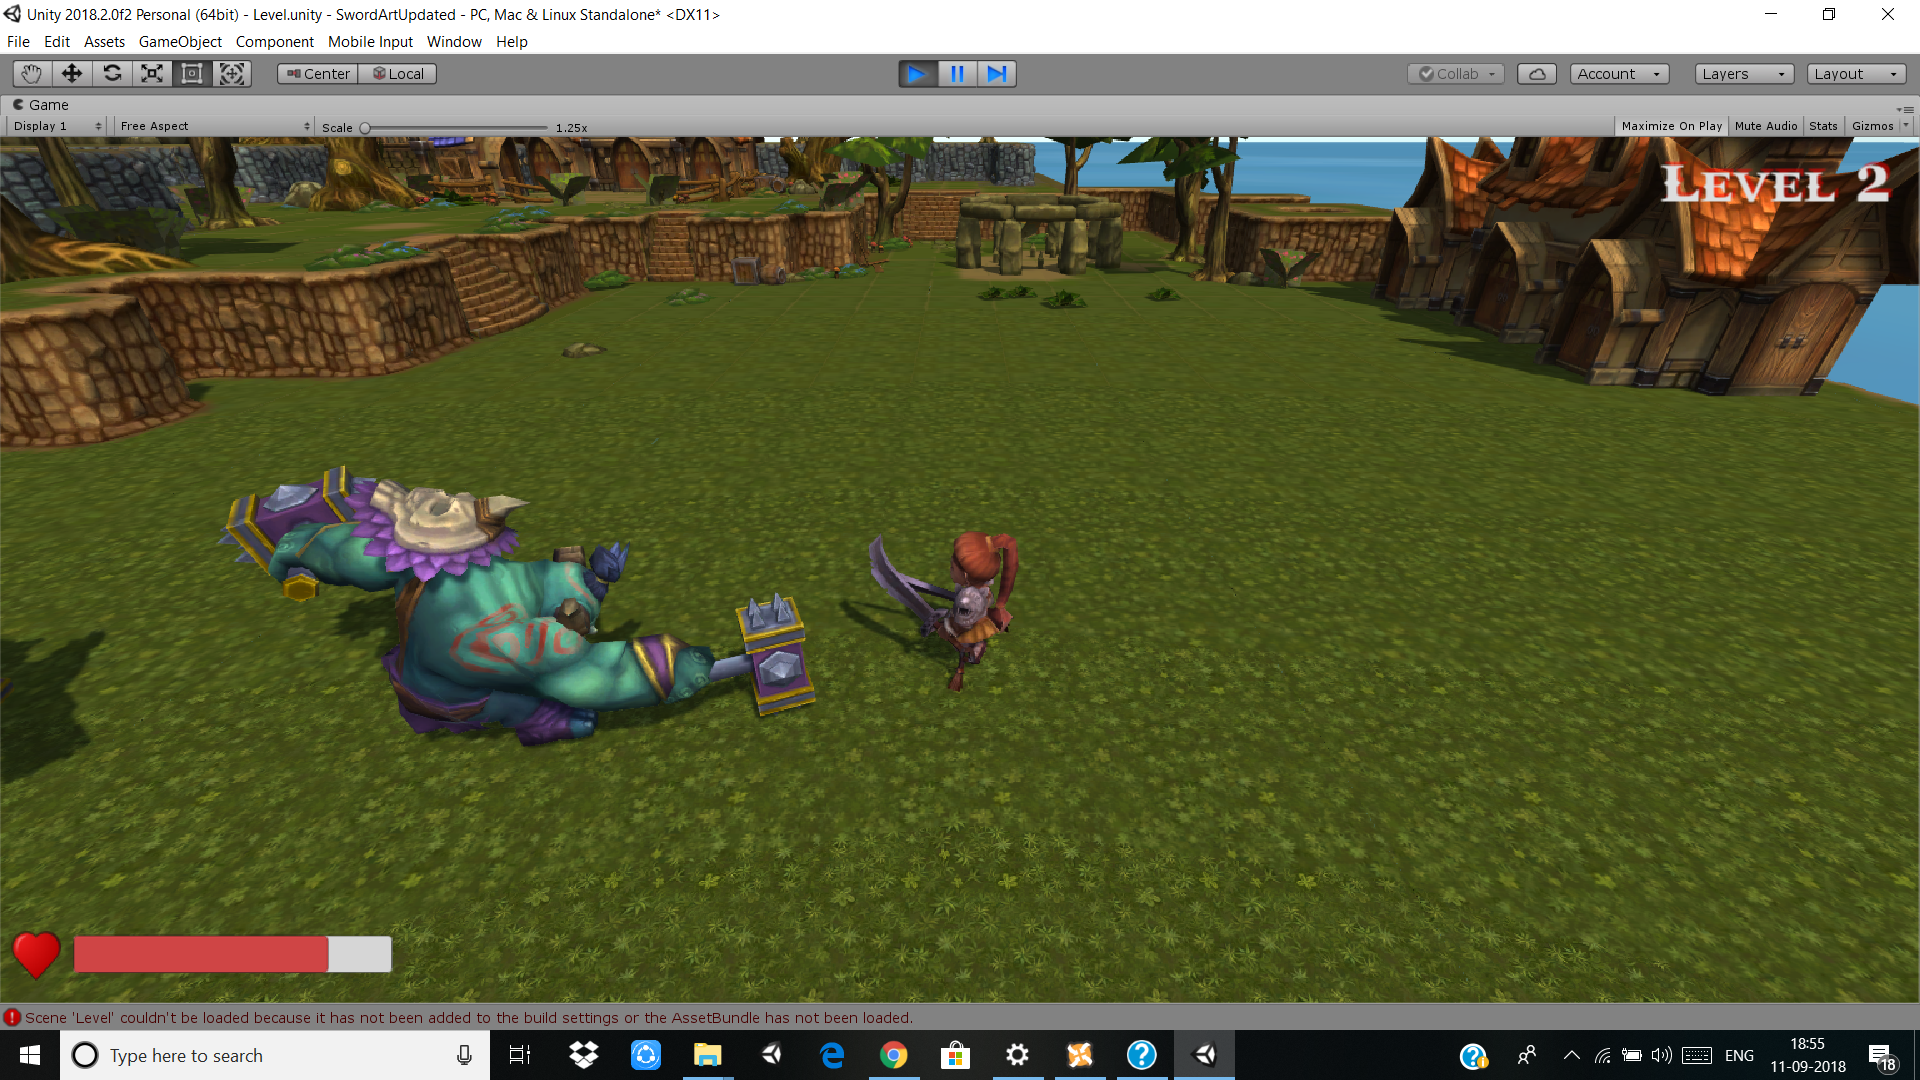 Unity 2018.2.0f2 Personal (64bit) - Level.unity - SwordArtUpdated - PC, Mac & Linux Standalone* <DX11>
File Edit Assets GameObject Component Mobile Input Window Help
Center Local Collab Account Layers Layout
Game
Display 1 Free Aspect Scale 1.25x Maximize On Play Mute Audio Stats Gizmos
Level 2
Scene 'Level' couldn't be loaded because it has not been added to the build settings or the AssetBundle has not been loaded.
Type here to search
ENG
18:55
11-09-2018
18